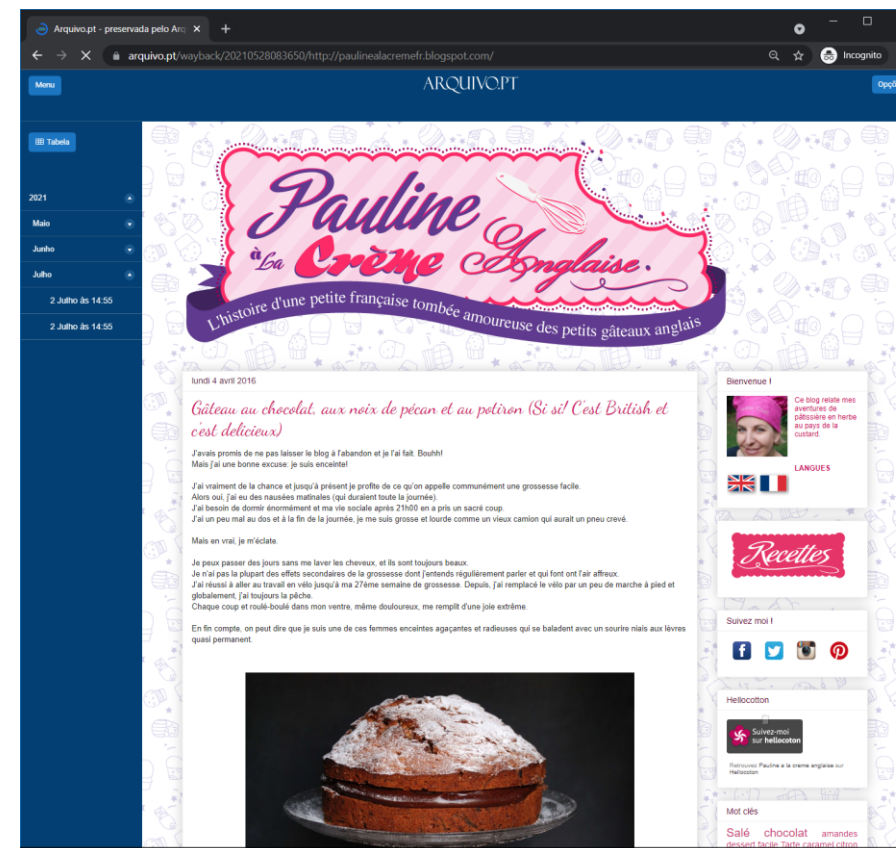 Arquivo.pt - preservada pelo Arq
Incognito
arquivo.pt/wayback/20210528083650/http://paulinealacremefr.blogspot.com/
Menu
ARQUIVO.PT
Opçõ
Tabela
2021
Maio
Junho
Julho
2 Julho às 14:55
2 Julho às 14:55
Pauline
à La Crème Anglaise.
L'histoire d'une petite française tombée amoureuse des petits gâteaux anglais
lundi 4 avril 2016
Gâteau au chocolat, aux noix de pécan et au potiron (Si si! C'est British et
c'est delicieux)
J'avais promis de ne pas laisser le blog à l'abandon et je l'ai fait. Bouhh!
Mais j'ai une bonne excuse: je suis enceinte!
J'ai vraiment de la chance et jusqu'à présent je profite de ce qu'on appelle communément une grossesse facile.
Alors oui, j'ai eu des nausées matinales (qui duraient toute la journée).
J'ai besoin de dormir énormément et ma vie sociale après 21h00 en a pris un sacré coup.
J'ai un peu mal au dos et à la fin de la journée, je me suis grosse et lourde comme un vieux camion qui aurait un pneu crevé.
Mais en vrai, je m'éclate.
Je peux passer des jours sans me laver les cheveux, et ils sont toujours beaux.
Je n'ai pas la plupart des effets secondaires de la grossesse dont j'entends régulièrement parler et qui font ont l'air affreux.
J'ai réussi à aller au travail en vélo jusqu'à ma 27éme semaine de grossesse. Depuis, j'ai remplacé le vélo par un peu de marche à pied et
globalement, j'ai toujours la pêche.
Chaque coup et roulé-boulé dans mon ventre, même douloureux, me remplit d'une joie extrême.
En fin compte, on peut dire que je suis une de ces femmes enceintes agaçantes et radieuses qui se baladent avec un sourire niais aux lèvres
quasi permanent.
Bienvenue !
Ce blog relate mes
aventures de
pâtissière en herbe
au pays de la
custard.
LANGUES
Recettes
Suivez moi !
Hellocotton
Suivez-moi
sur hellocoton
Retrouvez Pauline a la creme anglaise sur
Hellocoton
Mot clés
Salé chocolat amandes
dessert facile Tarte caramel citron